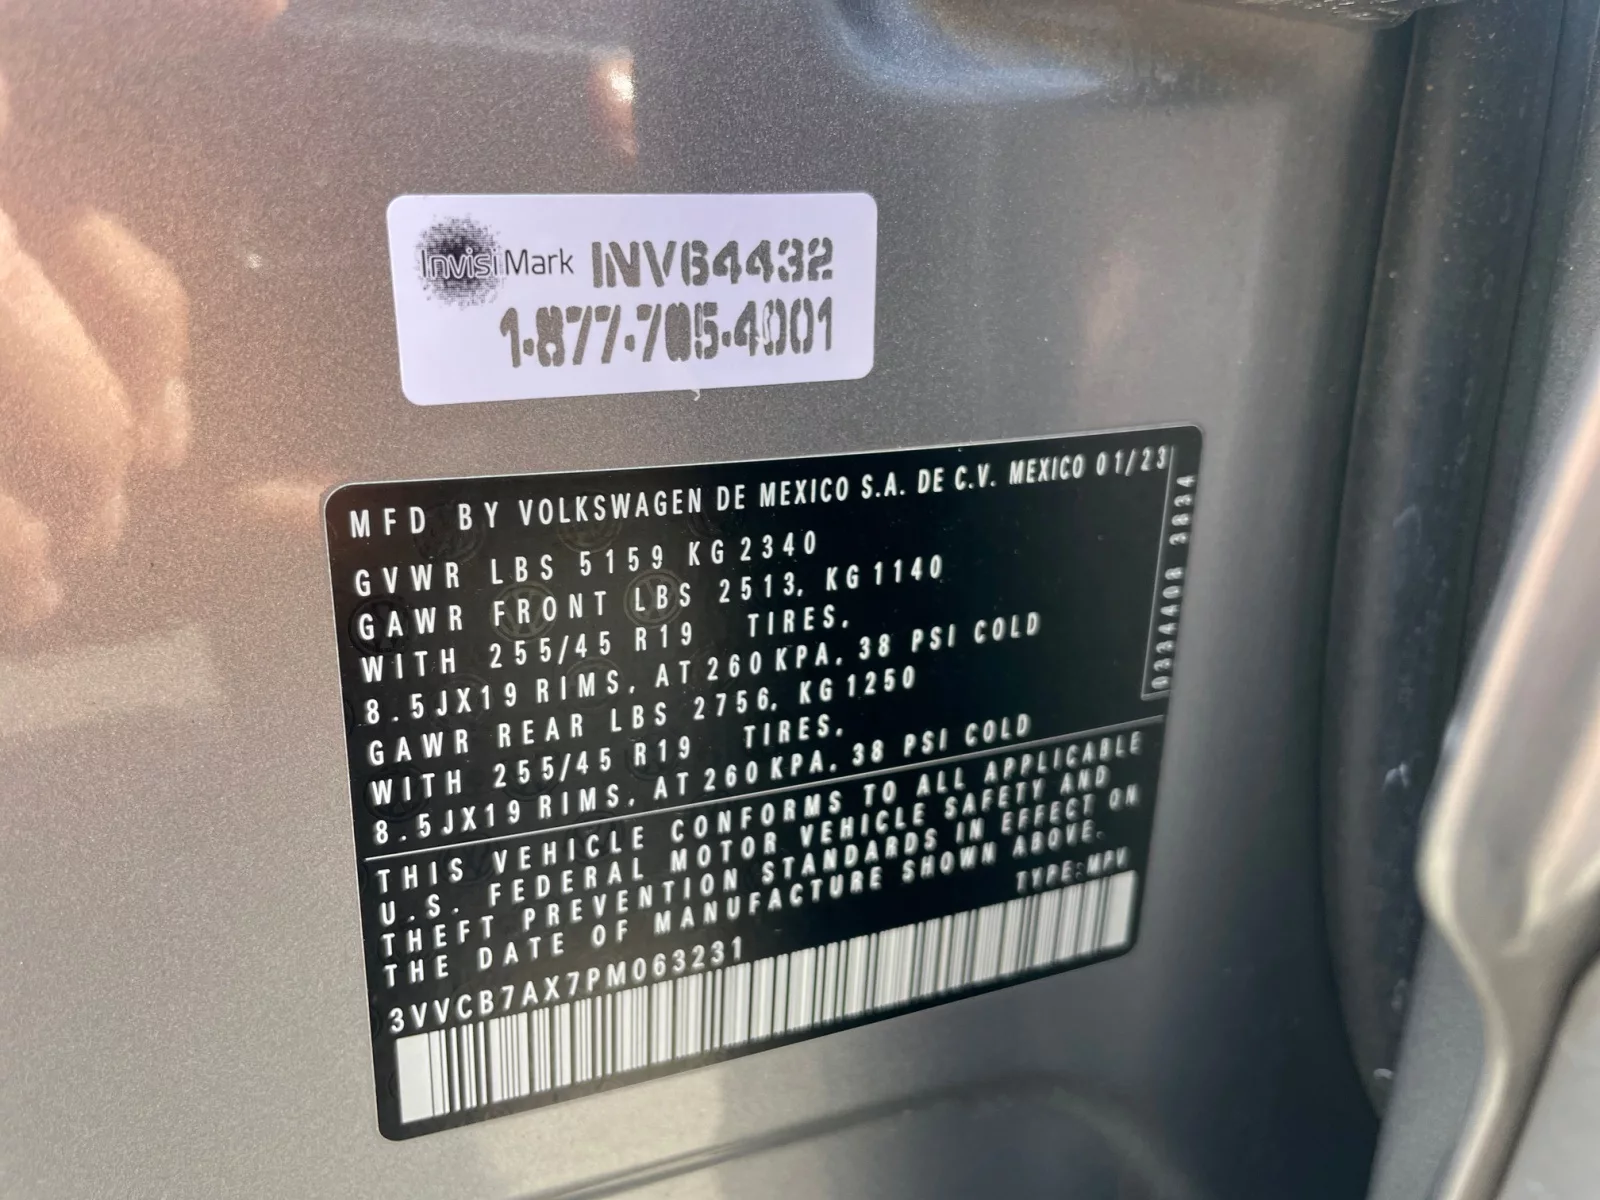 InvisiMark INV64432
1-877-705-4001
MFD BY VOLKSWAGEN DE MEXICO S.A. DE C.V. MEXICO 01/23
GVWR LBS 5159 KG 2340
GAWR FRONT LBS 2513, KG 1140
WITH 255/45 R19 TIRES,
8.5JX19 RIMS, AT 260 KPA, 38 PSI COLD
GAWR REAR LBS 2756, KG 1250
WITH 255/45 R19 TIRES,
8.5JX19 RIMS, AT 260 KPA, 38 PSI COLD
THIS VEHICLE CONFORMS TO ALL APPLICABLE
U.S. FEDERAL MOTOR VEHICLE SAFETY AND
THEFT PREVENTION STANDARDS IN EFFECT ON
THE DATE OF MANUFACTURE SHOWN ABOVE.
TYPE:MPV
3VVCB7AX7PM063231